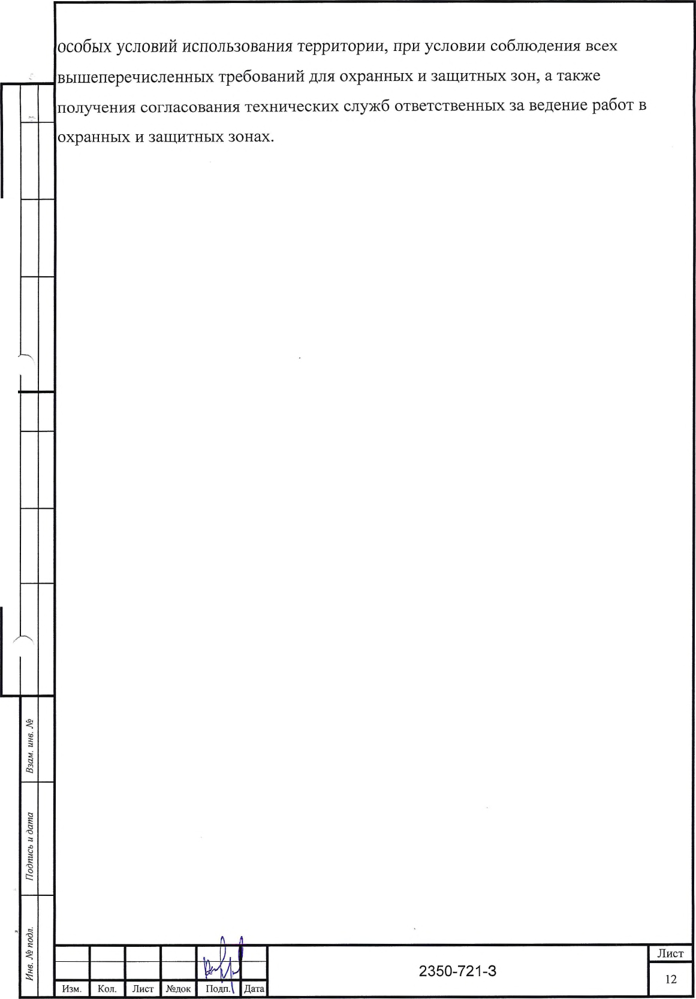 особых условий использования территории, при условии соблюдения всех
вышеперечисленных требований для охранных и защитных зон, а также
получения согласования технических служб ответственных за ведение работ в
охранных и защитных зонах.
Взам. инв. №
Подпись и дата
Инв. № подл.
Изм. Кол. Лист №док Подп. Дата
2350-721-3
Лист
12